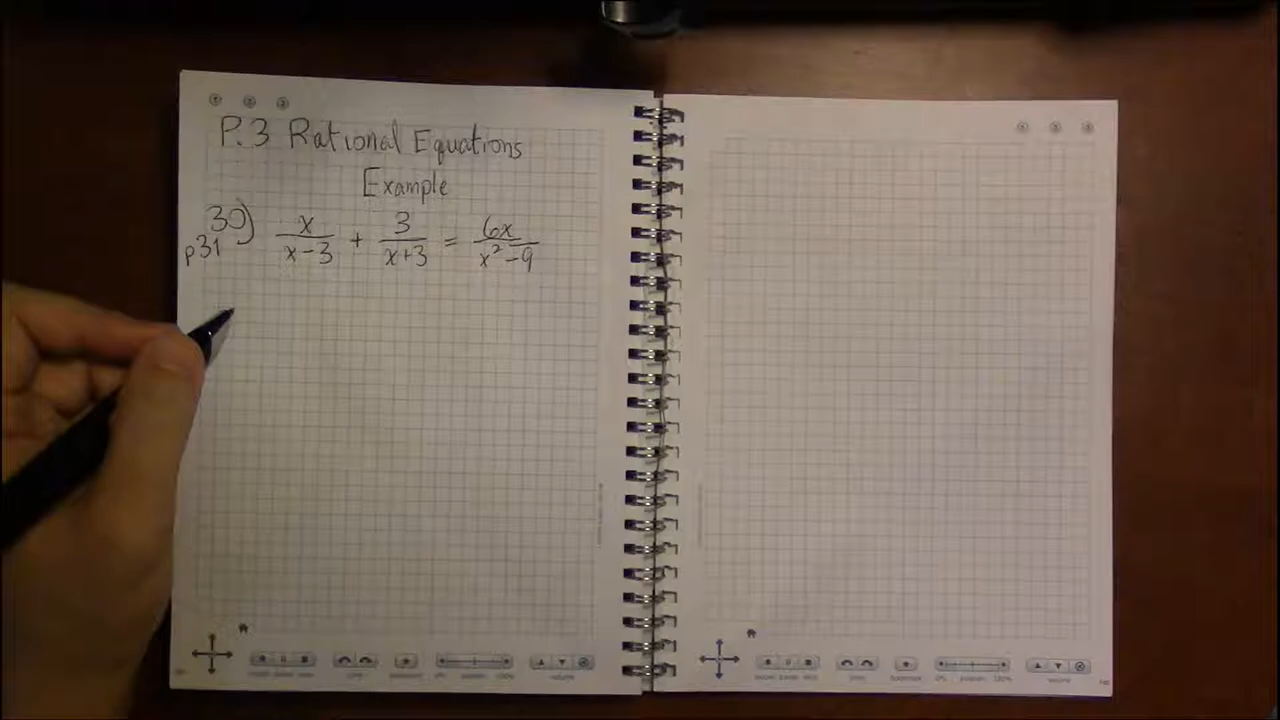 P.3 Rational Equations
Example
30) x/(x-3) + 3/(x+3) = 6x/(x²-9)
p31